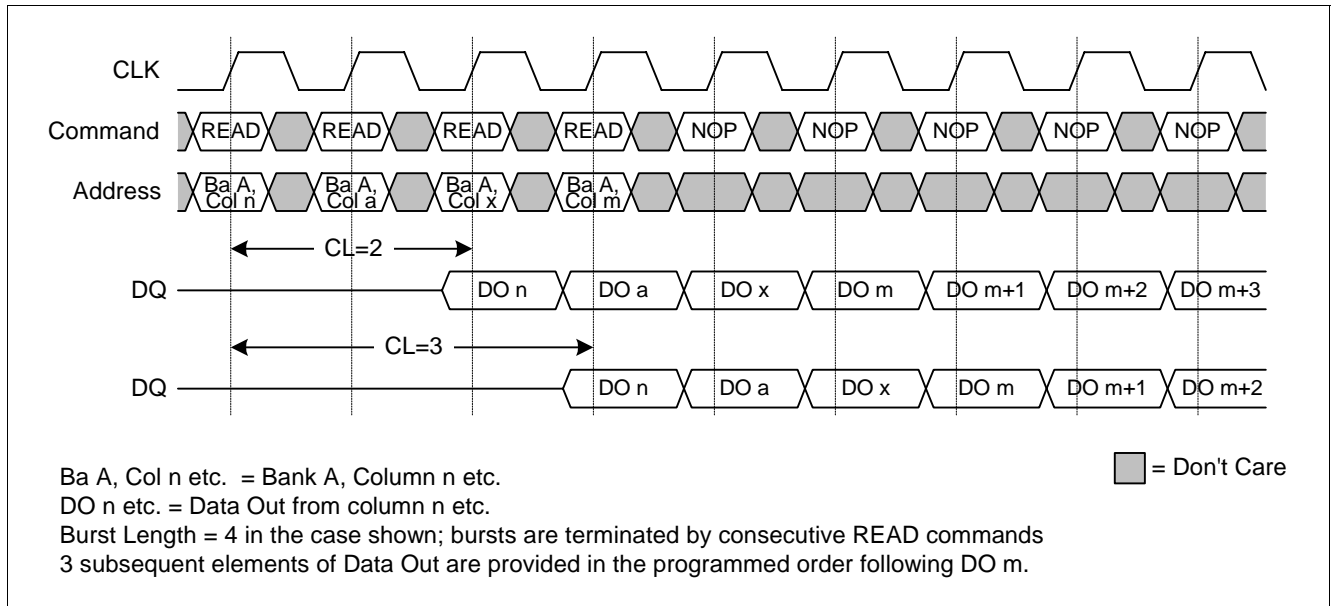 CLK
Command READ READ READ READ NOP NOP NOP NOP NOP
Address Ba A, Col n Ba A, Col a Ba A, Col x Ba A, Col m
CL=2
DQ DO n DO a DO x DO m DO m+1 DO m+2 DO m+3
CL=3
DQ DO n DO a DO x DO m DO m+1 DO m+2
Ba A, Col n etc. = Bank A, Column n etc.
= Don't Care
DO n etc. = Data Out from column n etc.
Burst Length = 4 in the case shown; bursts are terminated by consecutive READ commands
3 subsequent elements of Data Out are provided in the programmed order following DO m.